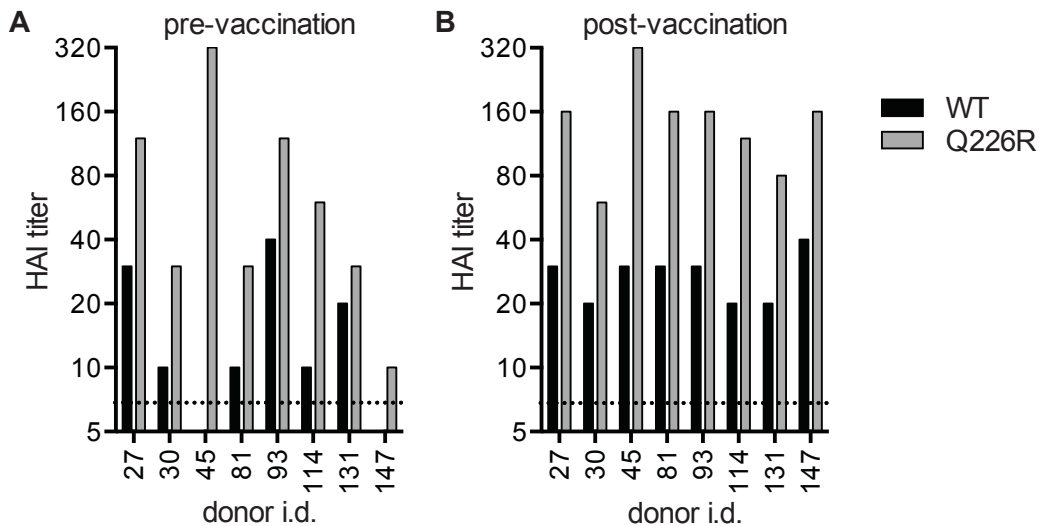 A pre-vaccination
HAI titer
320
160
80
40
20
10
5
27 30 45 81 93 114 131 147
donor i.d.
B post-vaccination
HAI titer
320
160
80
40
20
10
5
27 30 45 81 93 114 131 147
donor i.d.
WT
Q226R